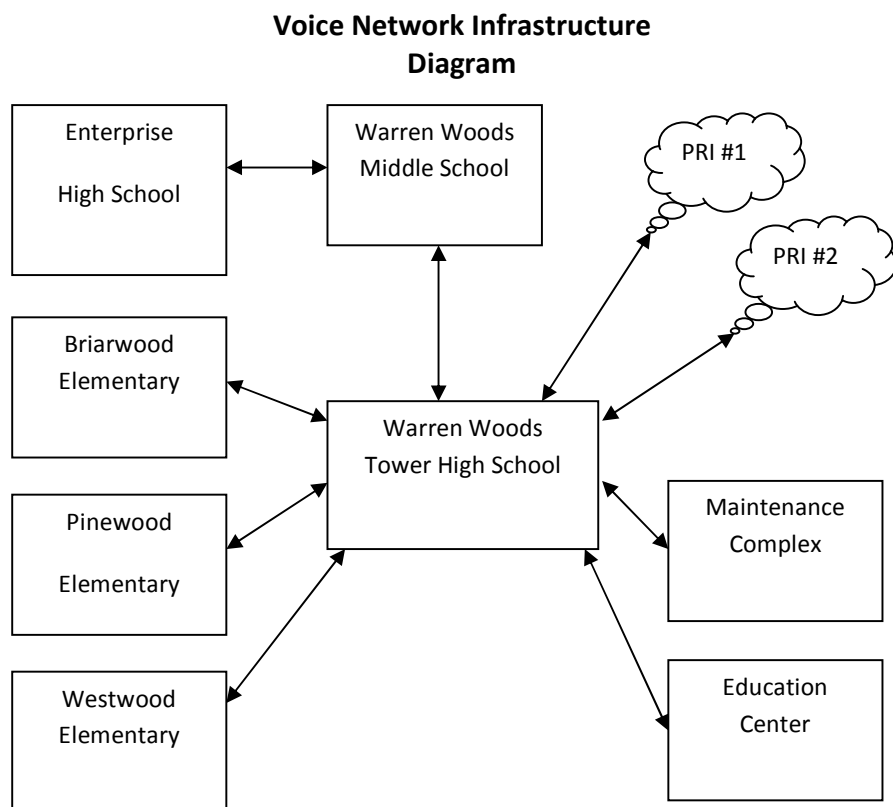 Voice Network Infrastructure
Diagram
Enterprise
High School
Warren Woods
Middle School
PRI #1
PRI #2
Briarwood
Elementary
Warren Woods
Tower High School
Pinewood
Elementary
Maintenance
Complex
Westwood
Elementary
Education
Center